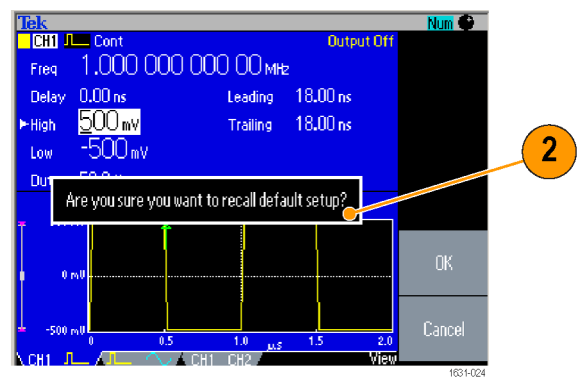 Tek Num
CH1 Cont Output Off
Freq 1.000 000 000 00 MHz
Delay 0.00 ns Leading 18.00 ns
High 500 mV Trailing 18.00 ns
Low -500 mV
Are you sure you want to recall default setup?
2
0 mV
OK
-500 mV
Cancel
0 0.5 1.0 µs 1.5 2.0
CH1 CH1 CH2 View
1631-024